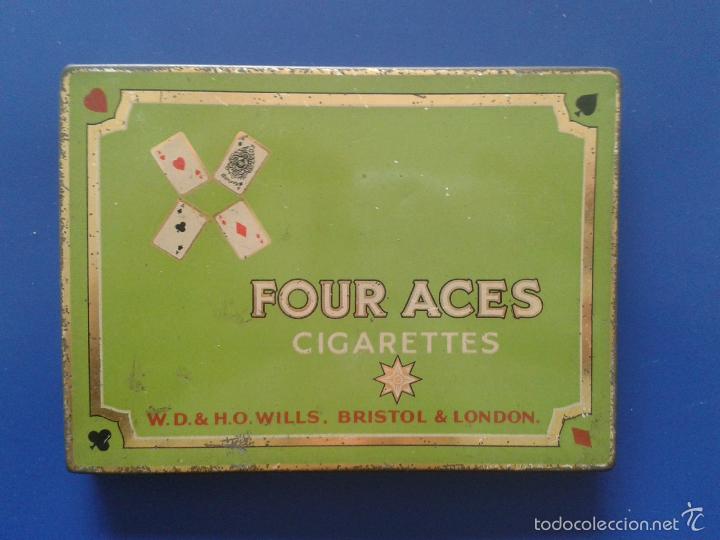 FOUR ACES
CIGARETTES
W.D. & H.O. WILLS, BRISTOL & LONDON.
todocoleccion.net